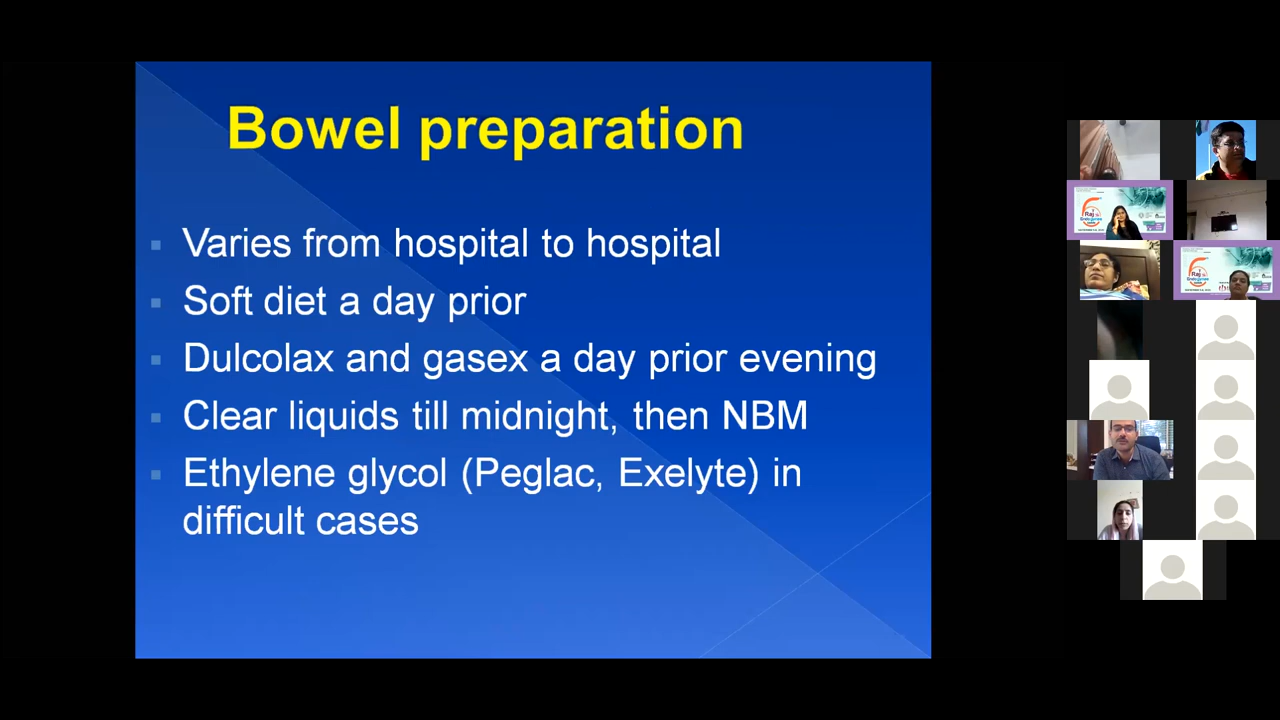 Bowel preparation
Varies from hospital to hospital
Soft diet a day prior
Dulcolax and gasex a day prior evening
Clear liquids till midnight, then NBM
Ethylene glycol (Peglac, Exelyte) in
difficult cases
Raj